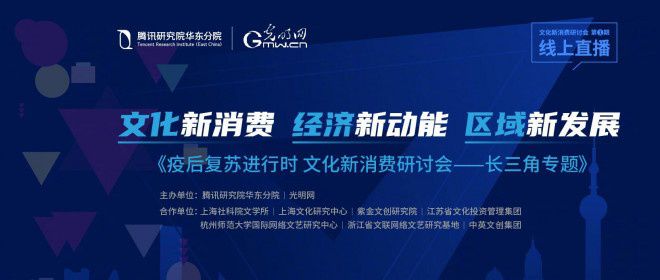 腾讯研究院华东分院
Tencent Research Institute (East China)
光明网
Gmw.cn
文化新消费研讨会 第1期
线上直播
文化新消费 经济新动能 区域新发展
《疫后复苏进行时 文化新消费研讨会——长三角专题》
主办单位：腾讯研究院华东分院 | 光明网
合作单位：上海社科院文学所 | 上海文化研究中心 | 紫金文创研究院 | 江苏省文化投资管理集团
杭州师范大学国际网络文艺研究中心 | 浙江省文联网络文艺研究基地 | 中英文创集团